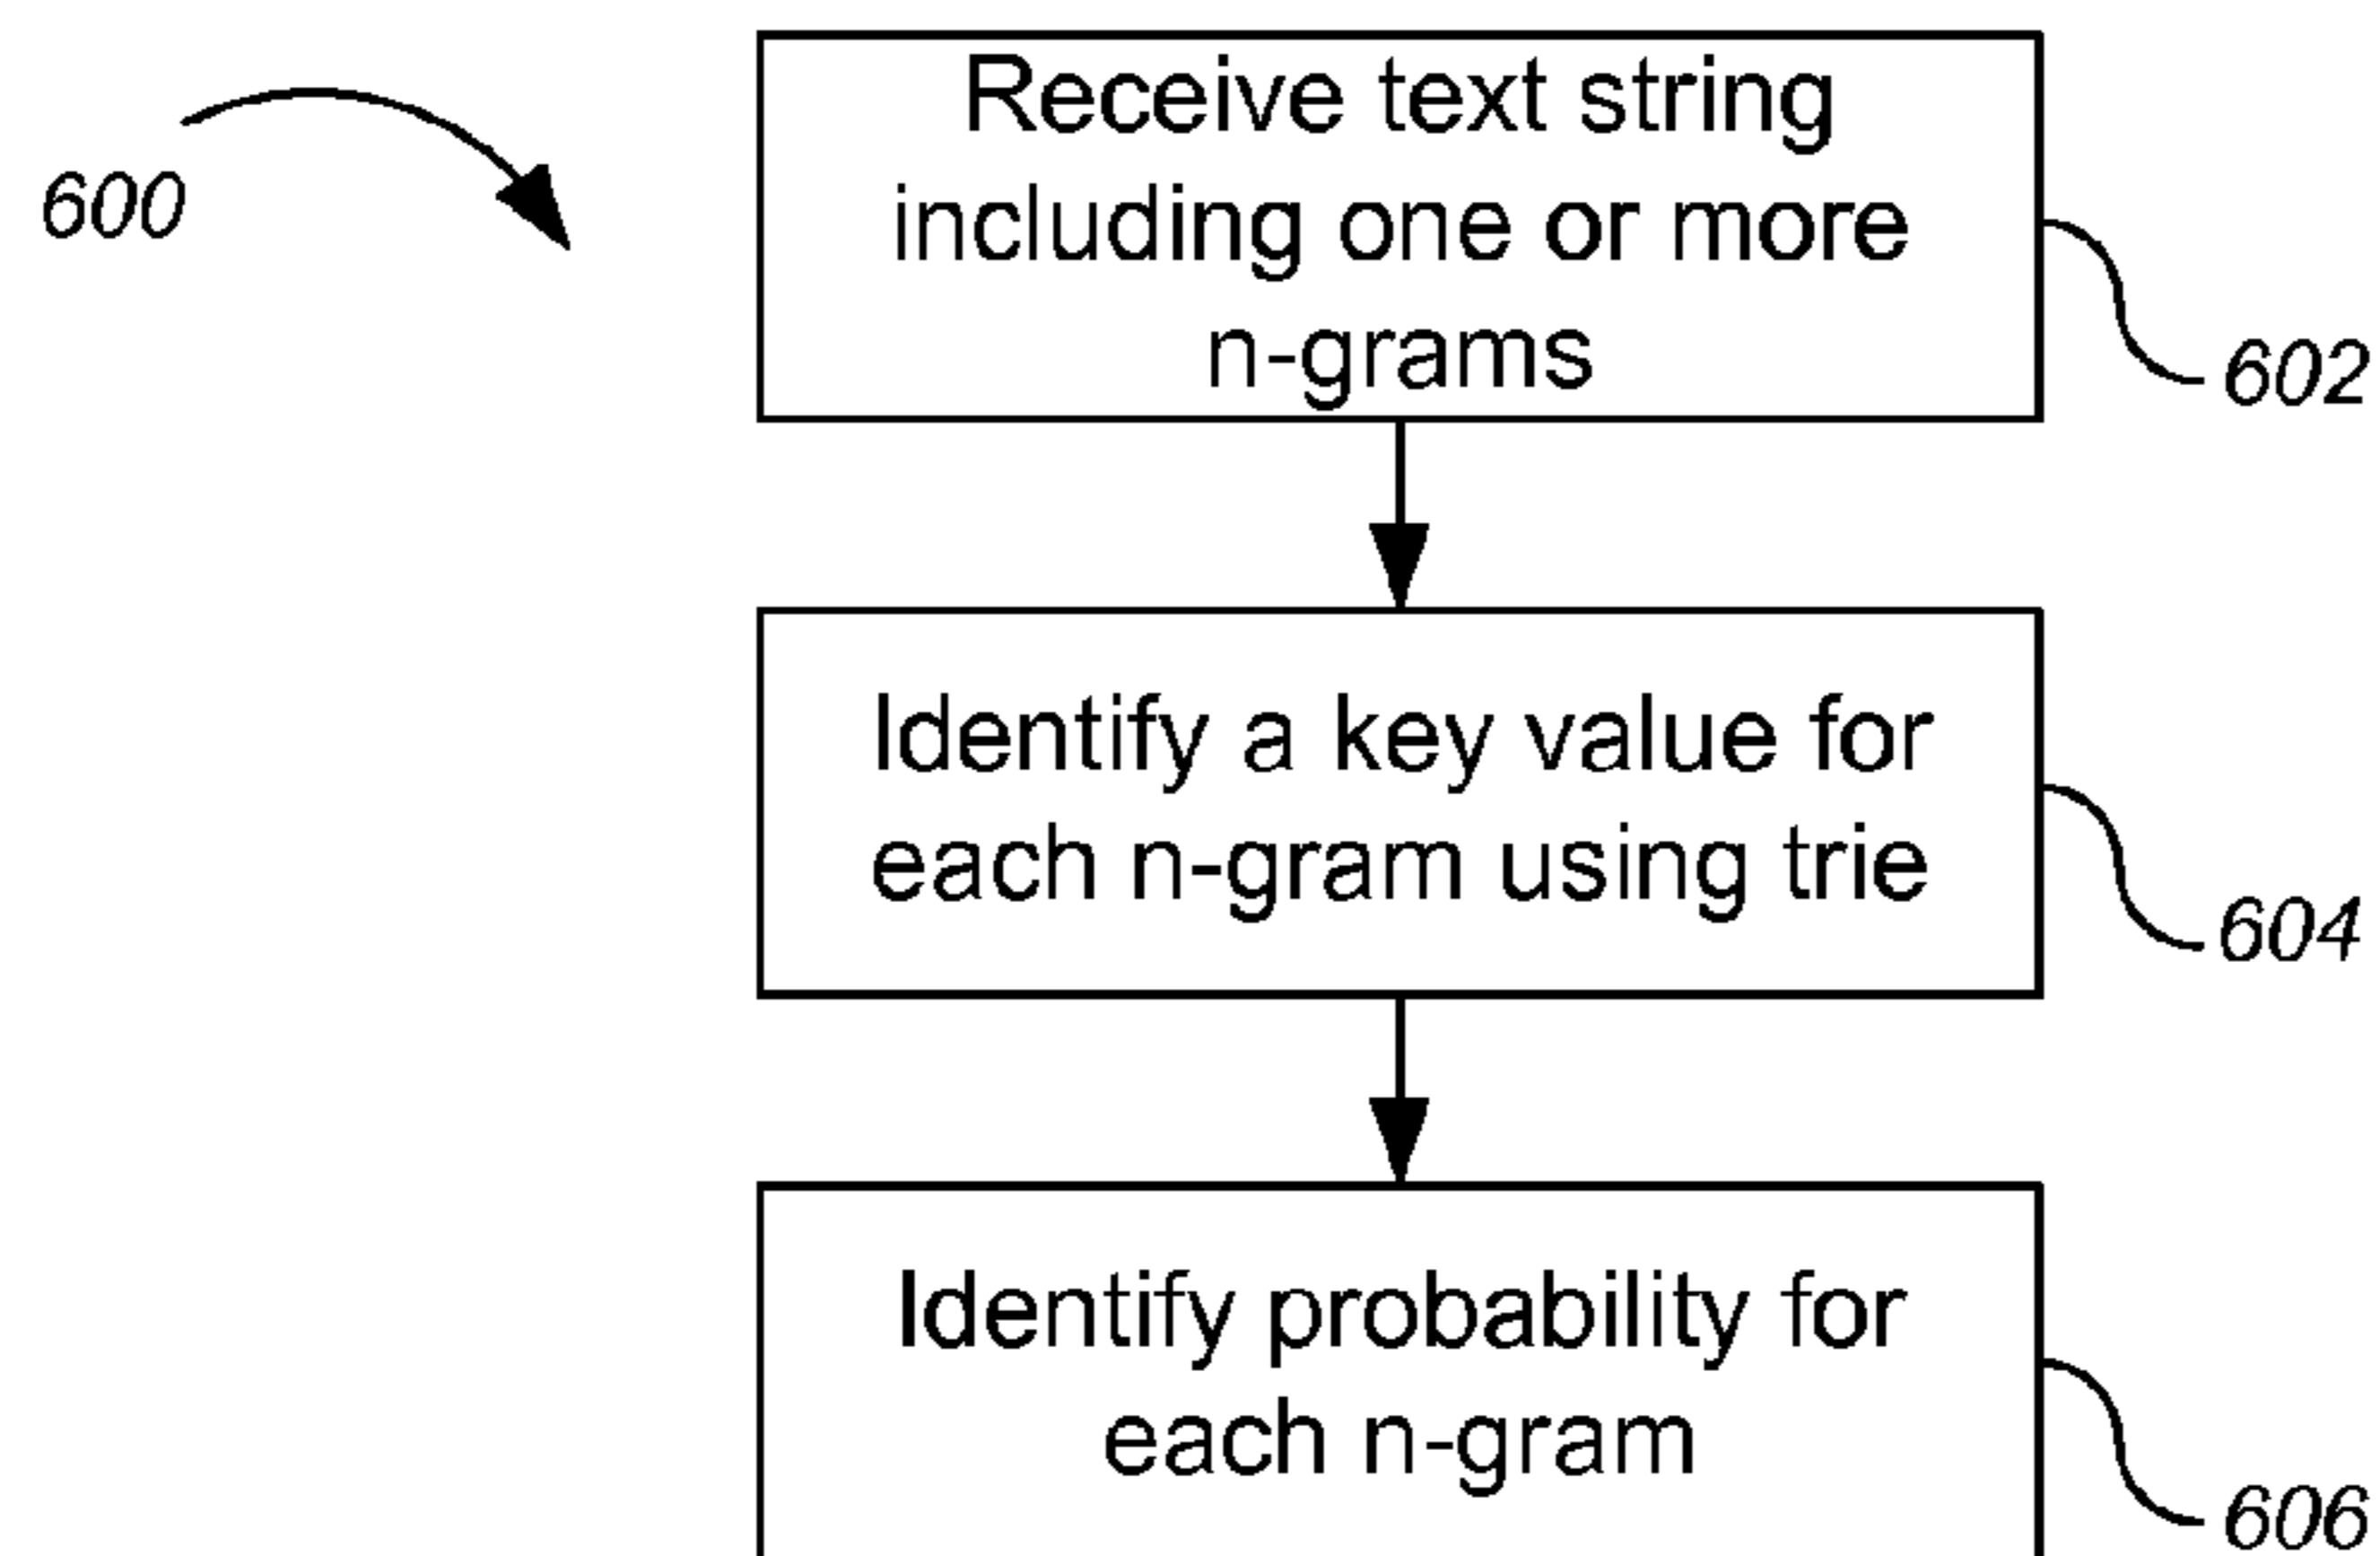 Receive text string
including one or more
n-grams
600
602
Identify a key value for
each n-gram using trie
604
Identify probability for
each n-gram
606